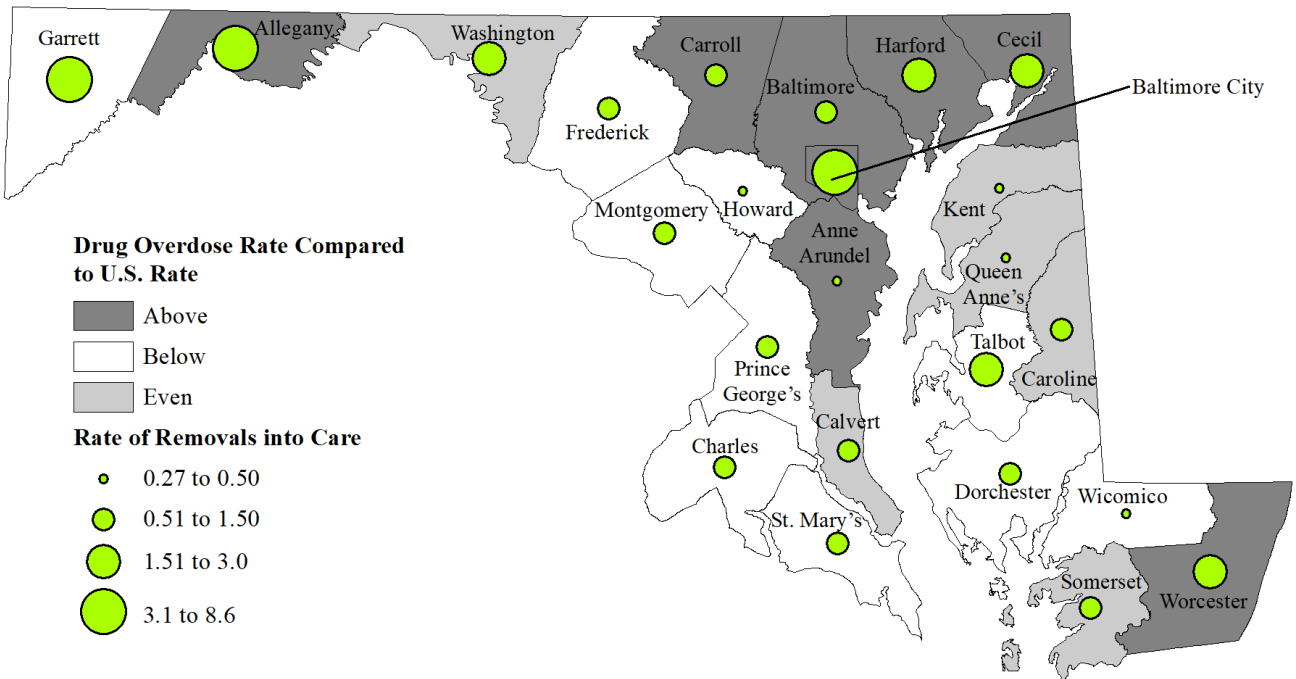 Garrett
Allegany
Washington
Frederick
Carroll
Baltimore
Harford
Cecil
Baltimore City
Montgomery
Howard
Anne
Arundel
Kent
Queen
Anne's
Talbot
Caroline
Prince
George's
Calvert
Charles
St. Mary's
Dorchester
Wicomico
Somerset
Worcester
Drug Overdose Rate Compared
to U.S. Rate
Above
Below
Even
Rate of Removals into Care
0.27 to 0.50
0.51 to 1.50
1.51 to 3.0
3.1 to 8.6